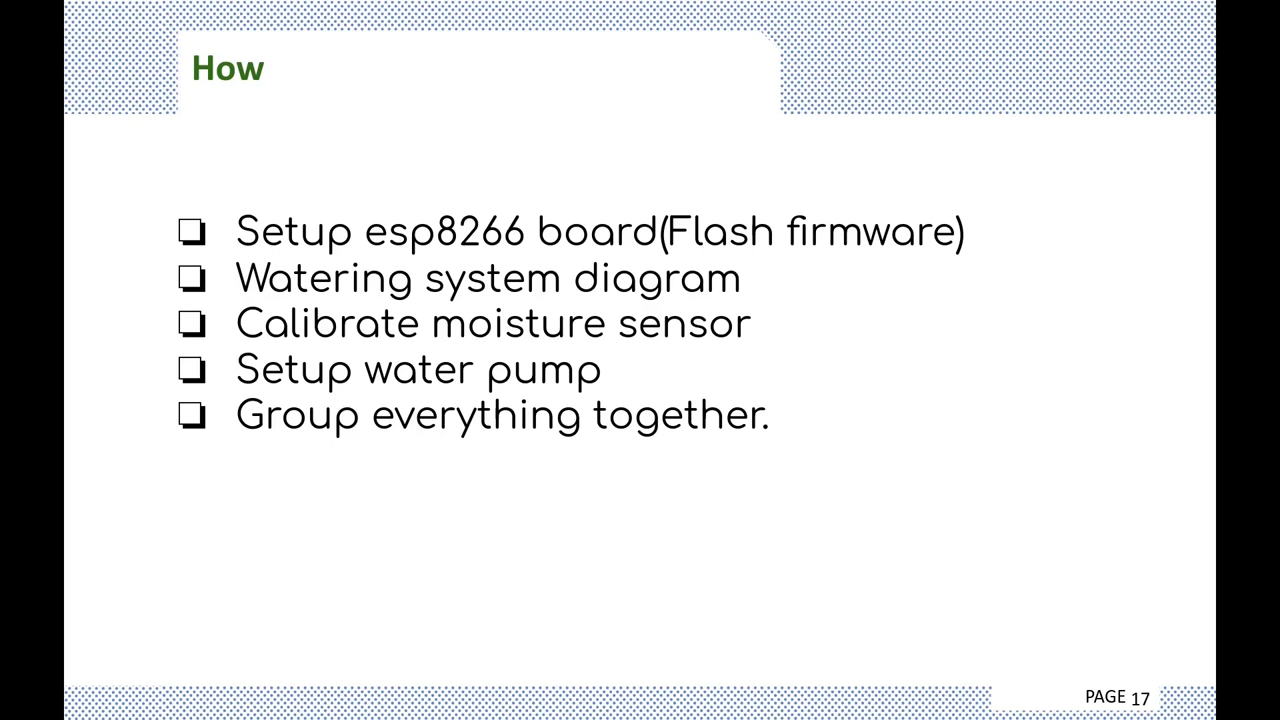 How
Setup esp8266 board(Flash firmware)
Watering system diagram
Calibrate moisture sensor
Setup water pump
Group everything together.
PAGE 17